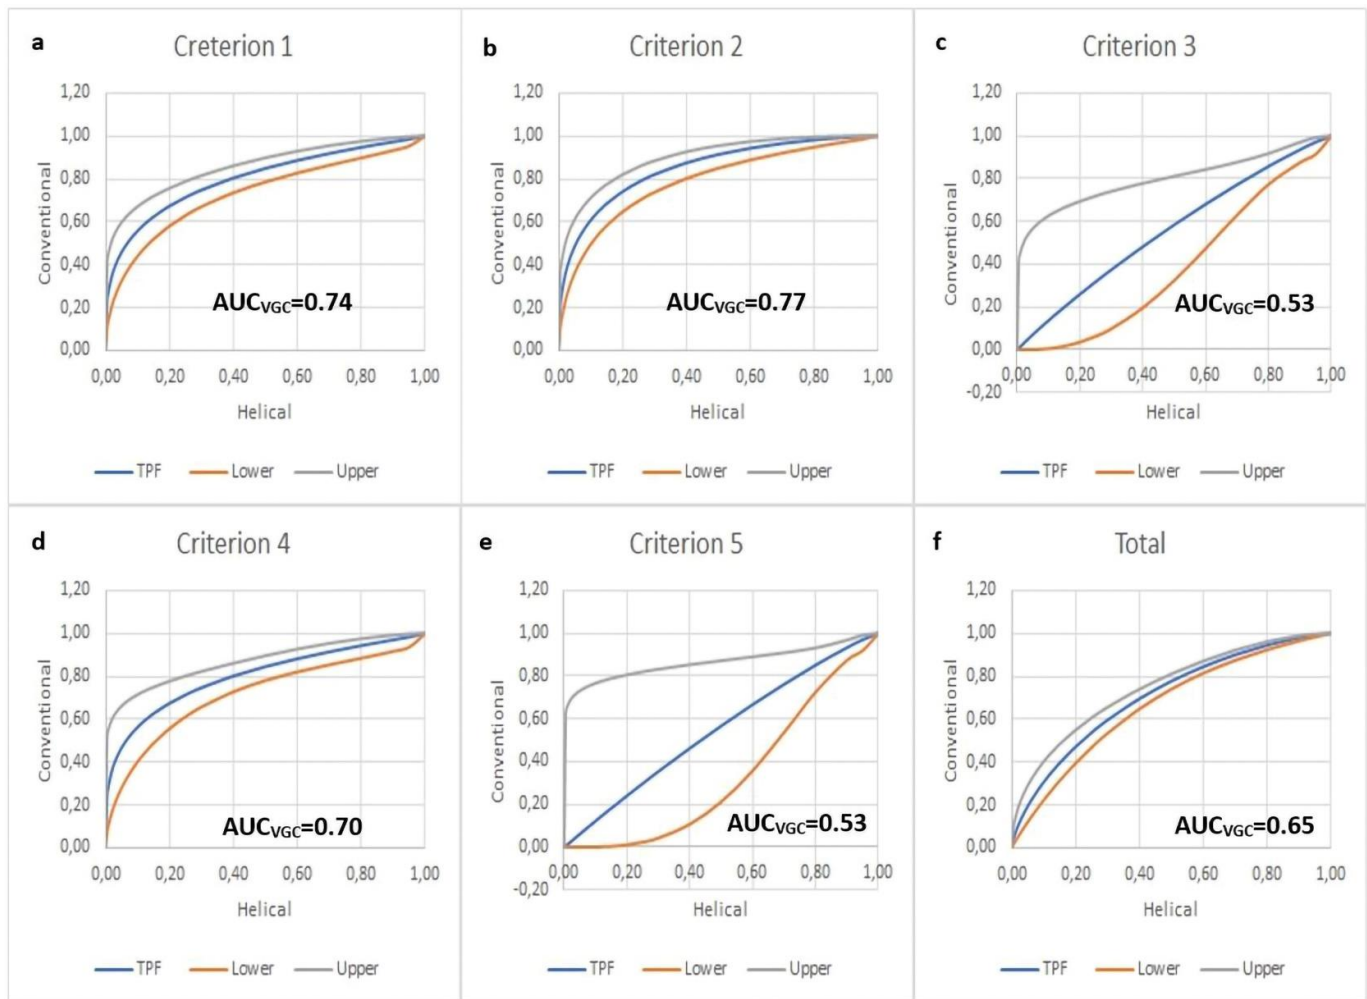 a
Creterion 1
1,20
1,00
0,80
0,60
0,40
0,20
0,00
Conventional
AUCVGC=0.74
0,00 0,20 0,40 0,60 0,80 1,00
Helical
TPF Lower Upper
b
Criterion 2
1,20
1,00
0,80
0,60
0,40
0,20
0,00
Conventional
AUCVGC=0.77
0,00 0,20 0,40 0,60 0,80 1,00
Helical
TPF Lower Upper
c
Criterion 3
1,20
1,00
0,80
0,60
0,40
0,20
0,00
-0,20
Conventional
AUCVGC=0.53
0,00 0,20 0,40 0,60 0,80 1,00
Helical
TPF Lower Upper
d
Criterion 4
1,20
1,00
0,80
0,60
0,40
0,20
0,00
Conventional
AUCVGC=0.70
0,00 0,20 0,40 0,60 0,80 1,00
Helical
TPF Lower Upper
e
Criterion 5
1,20
1,00
0,80
0,60
0,40
0,20
0,00
-0,20
Conventional
AUCVGC=0.53
0,00 0,20 0,40 0,60 0,80 1,00
Helical
TPF Lower Upper
f
Total
1,20
1,00
0,80
0,60
0,40
0,20
0,00
Conventional
AUCVGC=0.65
0,00 0,20 0,40 0,60 0,80 1,00
Helical
TPF Lower Upper